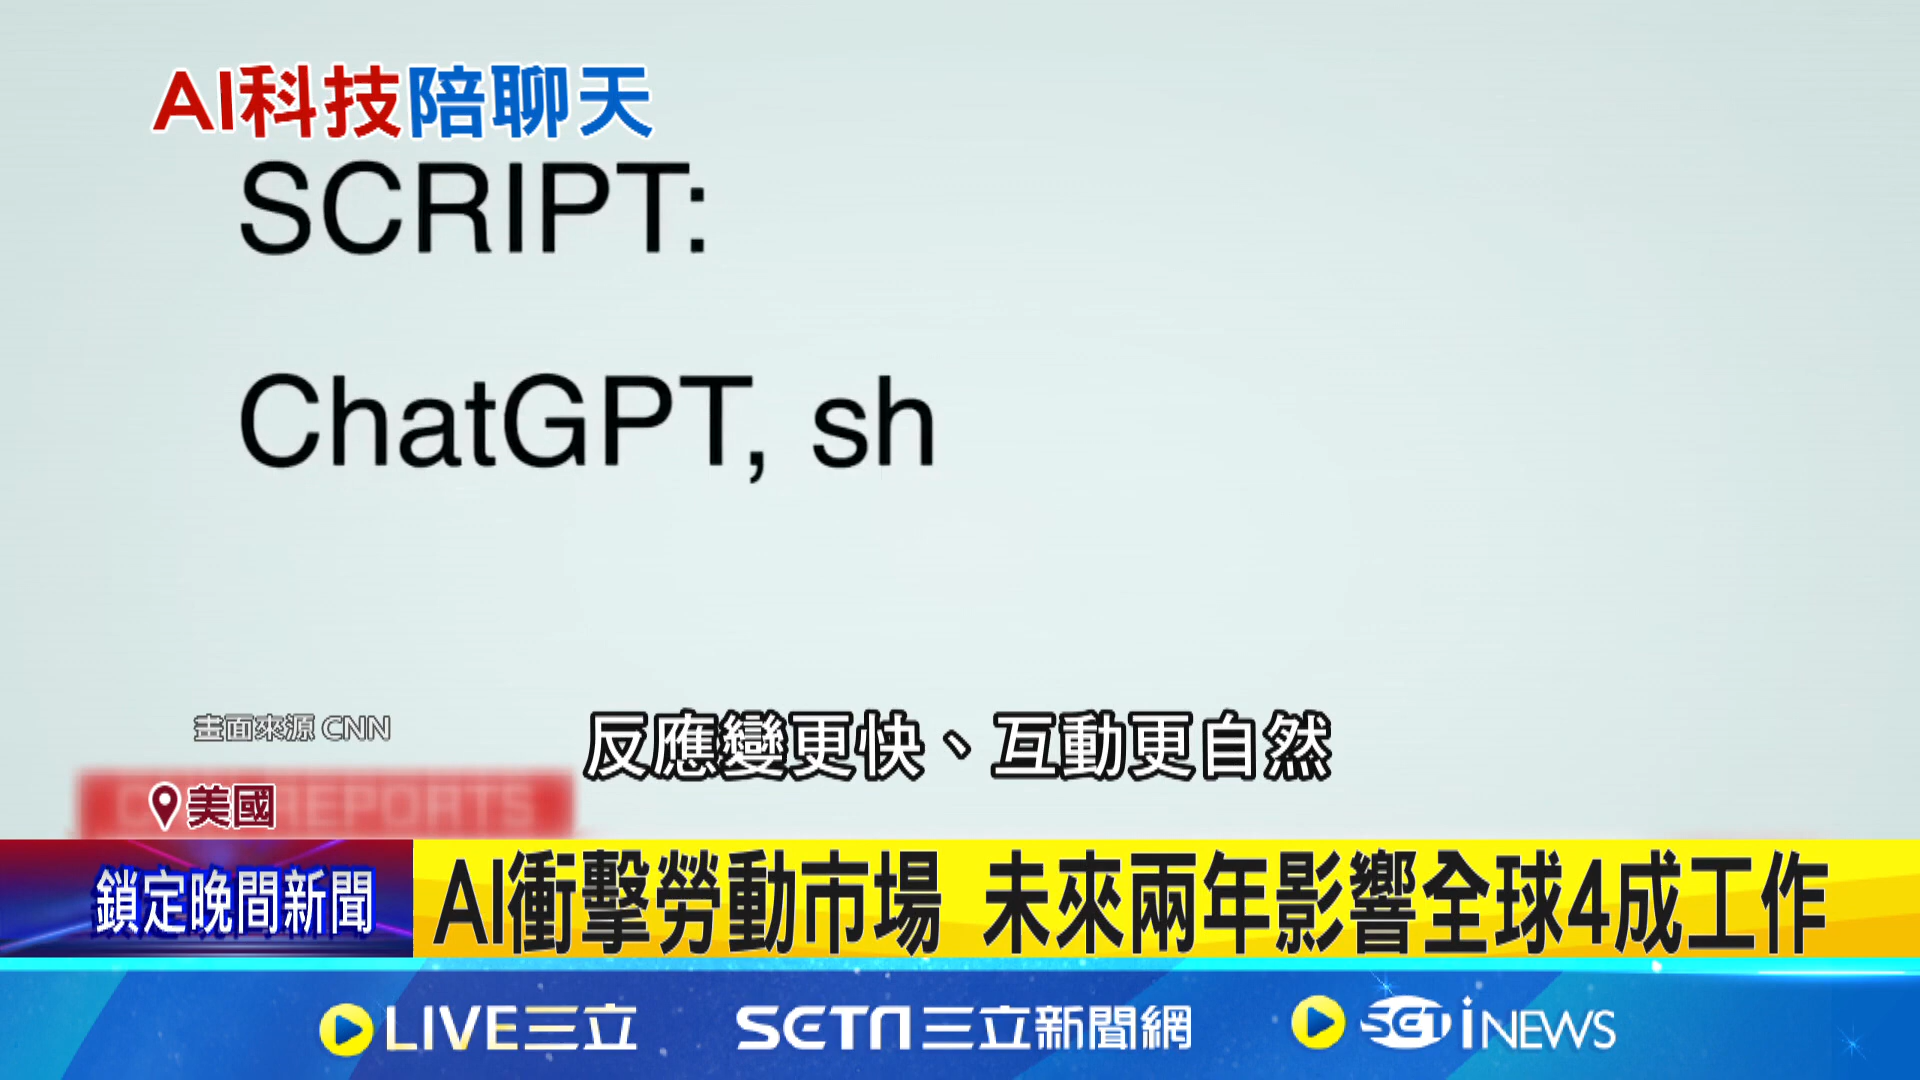 AI科技陪聊天
SCRIPT:
ChatGPT, sh
畫面來源 CNN
反應變更快、互動更自然
REPORTS
美國
鎖定晚間新聞
AI衝擊勞動市場 未來兩年影響全球4成工作
LIVE三立
SETN三立新聞網
SET iNEWS